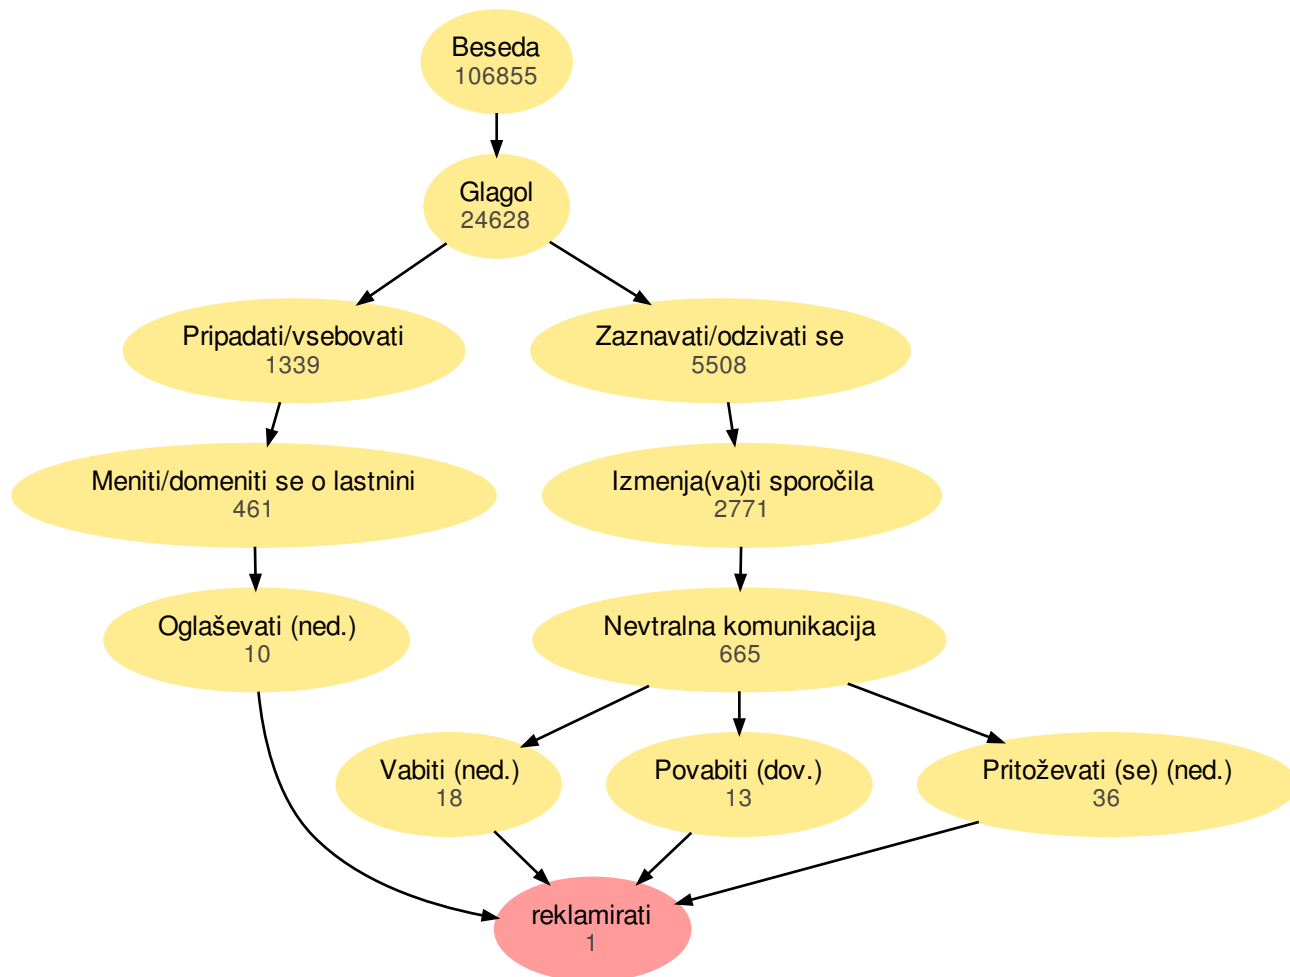 Beseda
106855
Glagol
24628
Pripadati/vsebovati
1339
Zaznavati/odzivati se
5508
Meniti/domeniti se o lastnini
461
Izmenja(va)ti sporočila
2771
Oglaševati (ned.)
10
Nevtralna komunikacija
665
Vabiti (ned.)
18
Povabiti (dov.)
13
Pritoževati (se) (ned.)
36
reklamirati
1